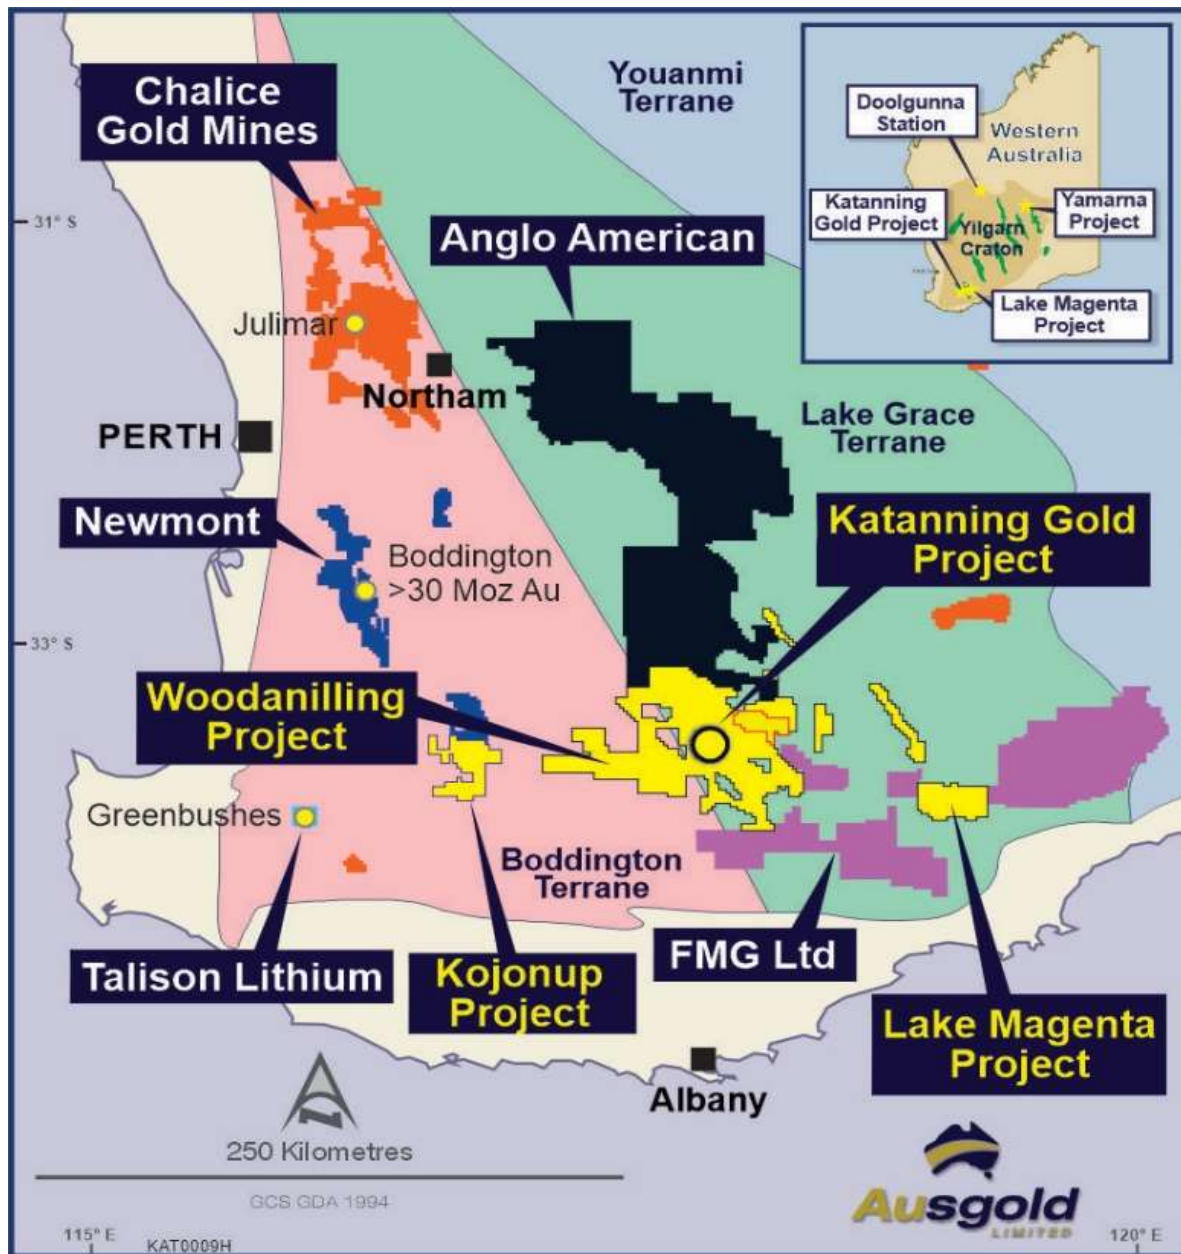 Chalice
Gold Mines
Youanmi
Terrane
Doolgunna
Station
Western
Australia
Katanning
Gold Project
Yamarna
Project
Yilgarn
Craton
Lake Magenta
Project
31° S
Anglo American
Julimar
Northam
PERTH
Lake Grace
Terrane
Newmont
Katanning Gold
Project
Boddington
>30 Moz Au
33° S
Woodanilling
Project
Greenbushes
Boddington
Terrane
Talison Lithium
Kojonup
Project
FMG Ltd
Lake Magenta
Project
Albany
250 Kilometres
GCS GDA 1994
Ausgold
LIMITED
115° E
KAT0009H
120° E